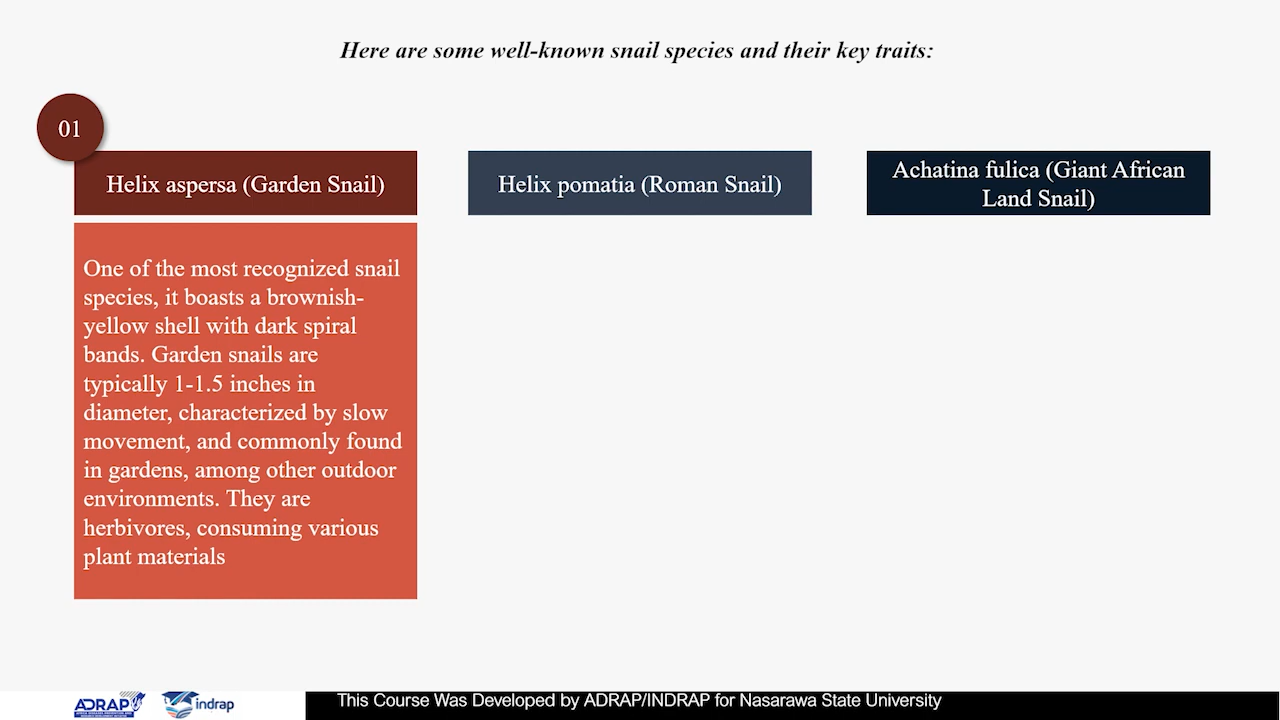 Here are some well-known snail species and their key traits:
01
Helix aspersa (Garden Snail)
One of the most recognized snail
species, it boasts a brownish-
yellow shell with dark spiral
bands. Garden snails are
typically 1-1.5 inches in
diameter, characterized by slow
movement, and commonly found
in gardens, among other outdoor
environments. They are
herbivores, consuming various
plant materials
Helix pomatia (Roman Snail)
Achatina fulica (Giant African
Land Snail)
ADRAP
indrap
This Course Was Developed by ADRAP/INDRAP for Nasarawa State University